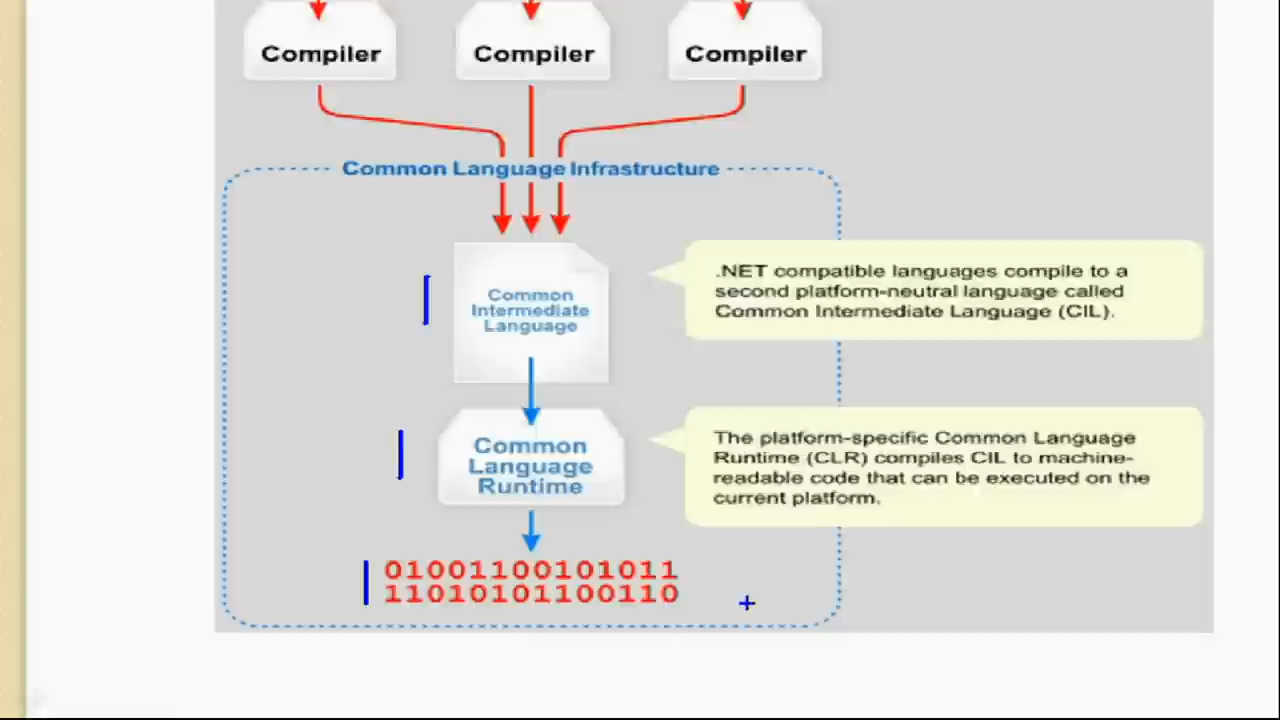 Compiler
Compiler
Compiler
Common Language Infrastructure
Common
Intermediate
Language
.NET compatible languages compile to a
second platform-neutral language called
Common Intermediate Language (CIL).
Common
Language
Runtime
The platform-specific Common Language
Runtime (CLR) compiles CIL to machine-
readable code that can be executed on the
current platform.
01001100101011
11010101100110